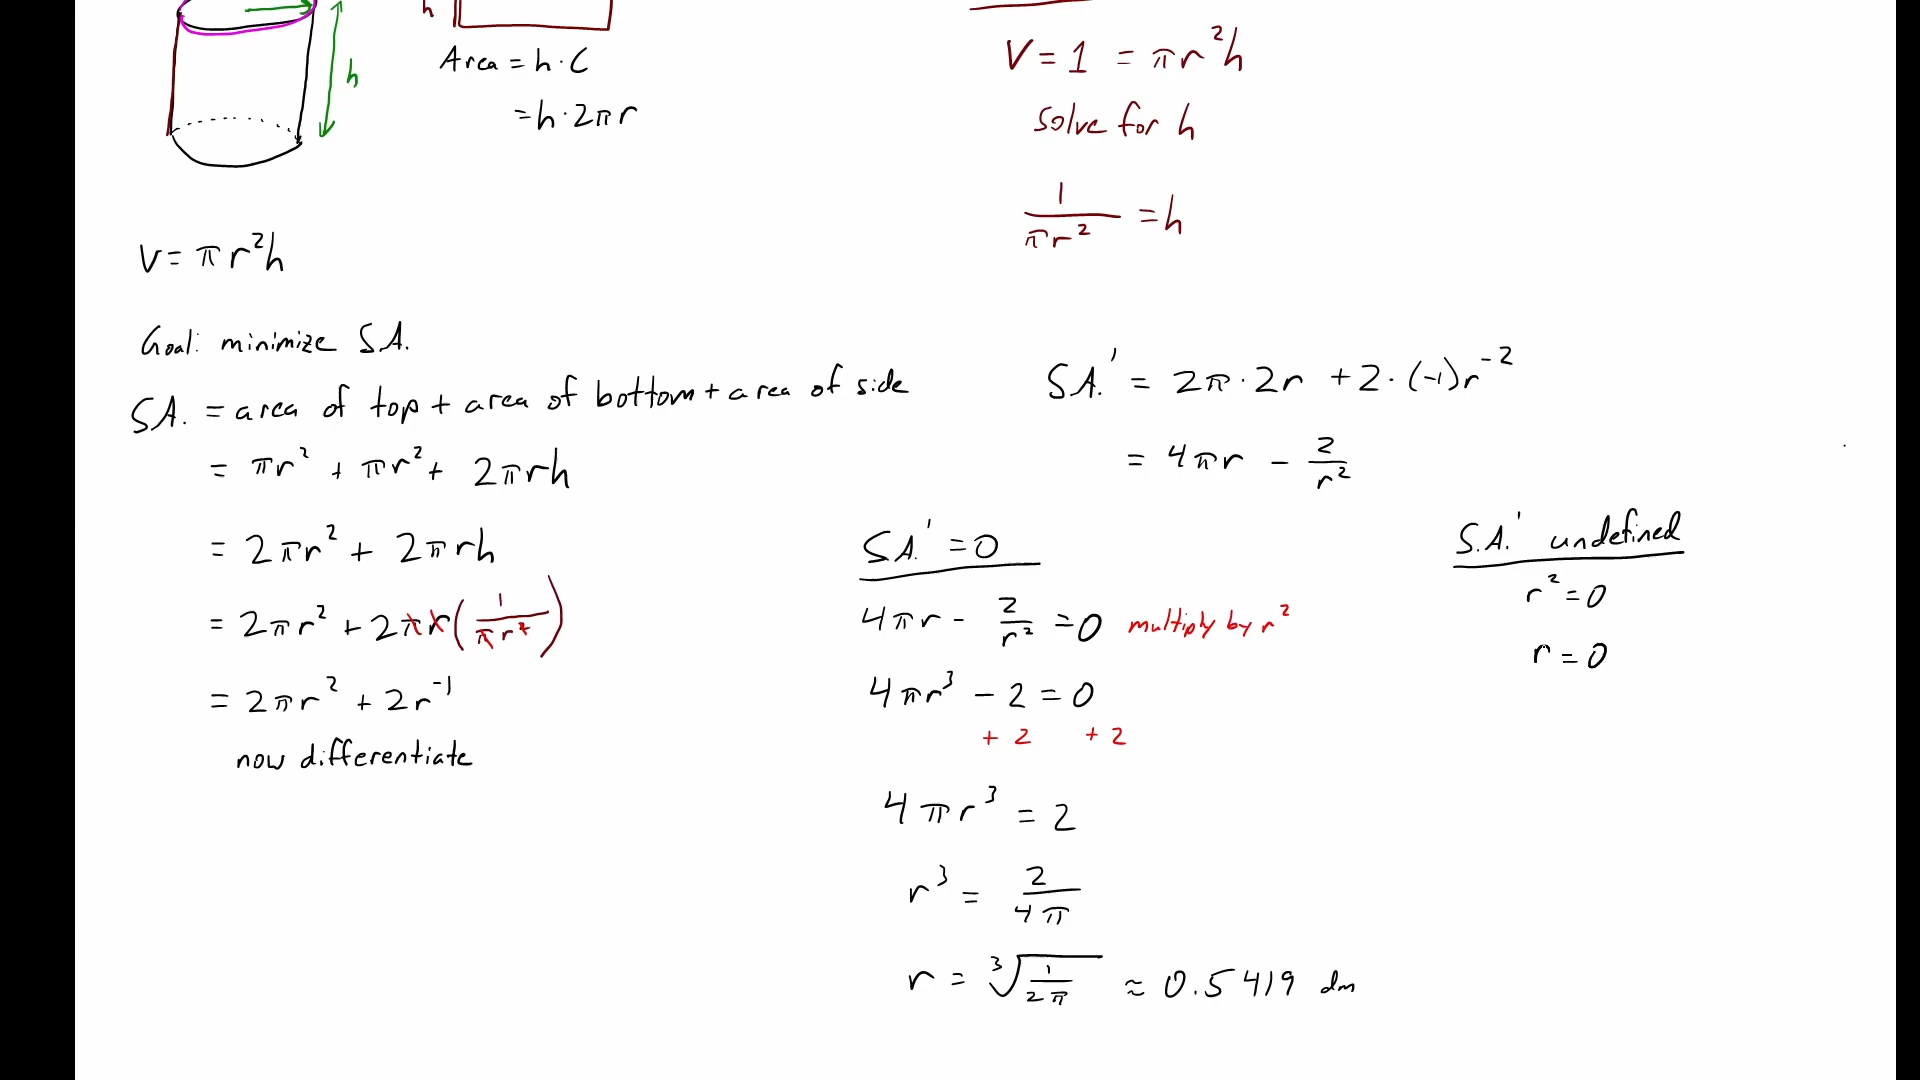 h
h
Area = h · C
= h · 2πr
V = πr²h
Goal: minimize S.A.
S.A. = area of top + area of bottom + area of side
= πr² + πr² + 2πrh
= 2πr² + 2πrh
= 2πr² + 2πr(1/πr²)
= 2πr² + 2r⁻¹
now differentiate
V = 1 = πr²h
solve for h
1/πr² = h
S.A.' = 2π · 2r + 2 · (-1)r⁻²
= 4πr - 2/r²
S.A.' = 0
4πr - 2/r² = 0 multiply by r²
4πr³ - 2 = 0
+ 2 + 2
4πr³ = 2
r³ = 2/4π
r = ³√(1/2π) ≈ 0.5419 dm
S.A.' undefined
r² = 0
r = 0